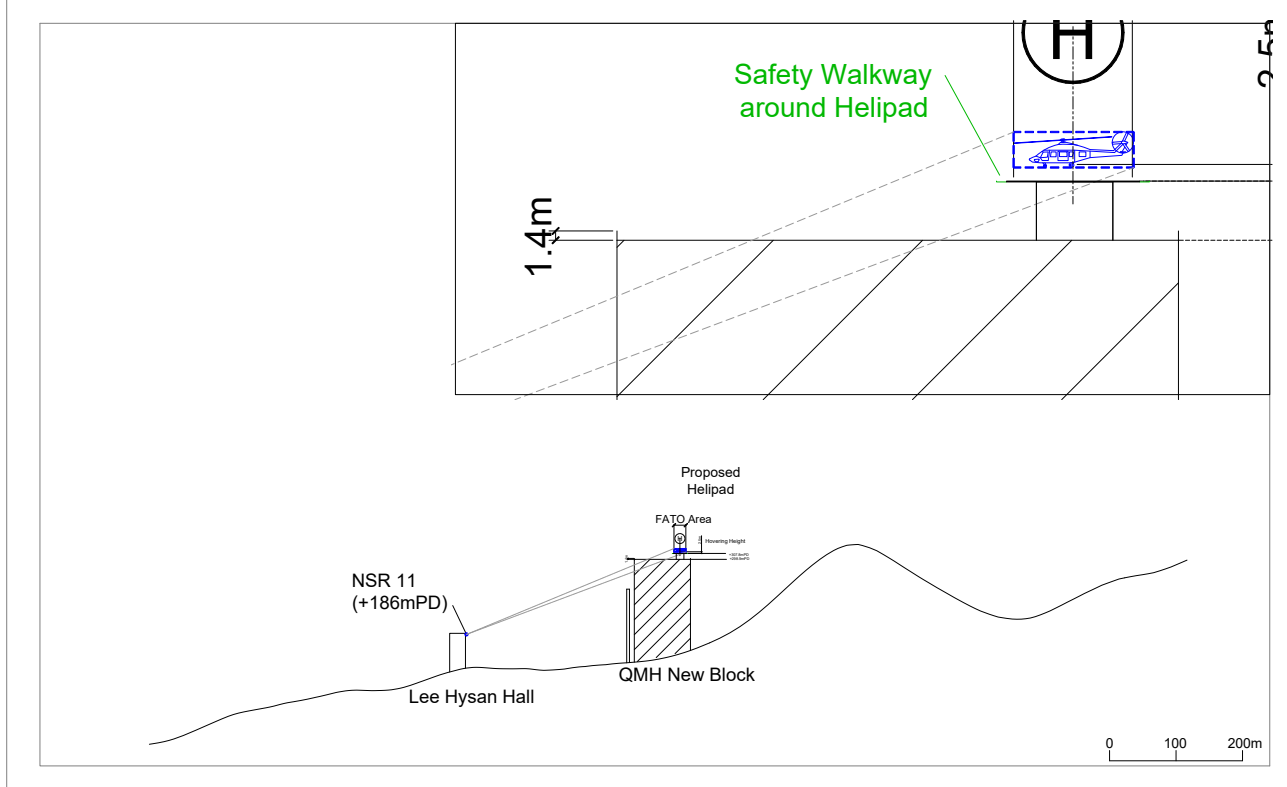 H
Safety Walkway
around Helipad
1.4m
Proposed
Helipad
FATO Area
H
Hovering Height
NSR 11
(+186mPD)
QMH New Block
Lee Hysan Hall
0 100 200m